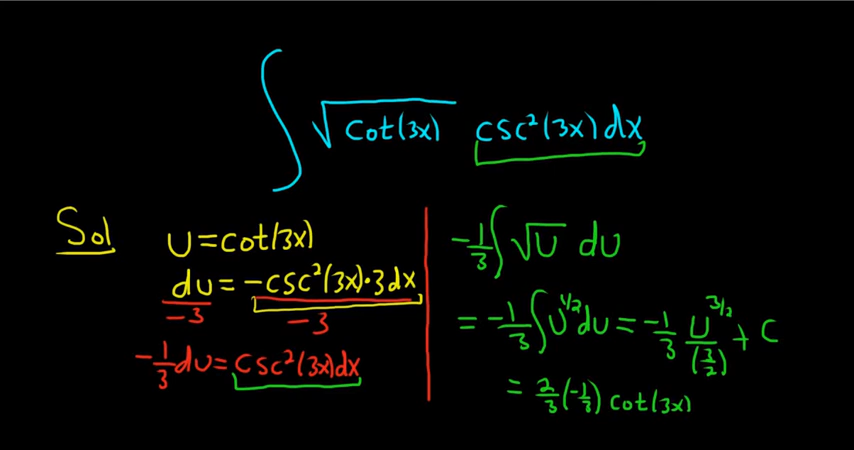 ∫ √cot(3x) csc²(3x)dx
Sol
U=cot(3x)
du = -csc²(3x)·3dx
-3 -3
-1/3 du = csc²(3x)dx
-1/3 ∫ √U dU
= -1/3 ∫ U^1/2 du = -1/3 U^3/2/(3/2) + C
= 2/3 (-1/3) cot(3x)